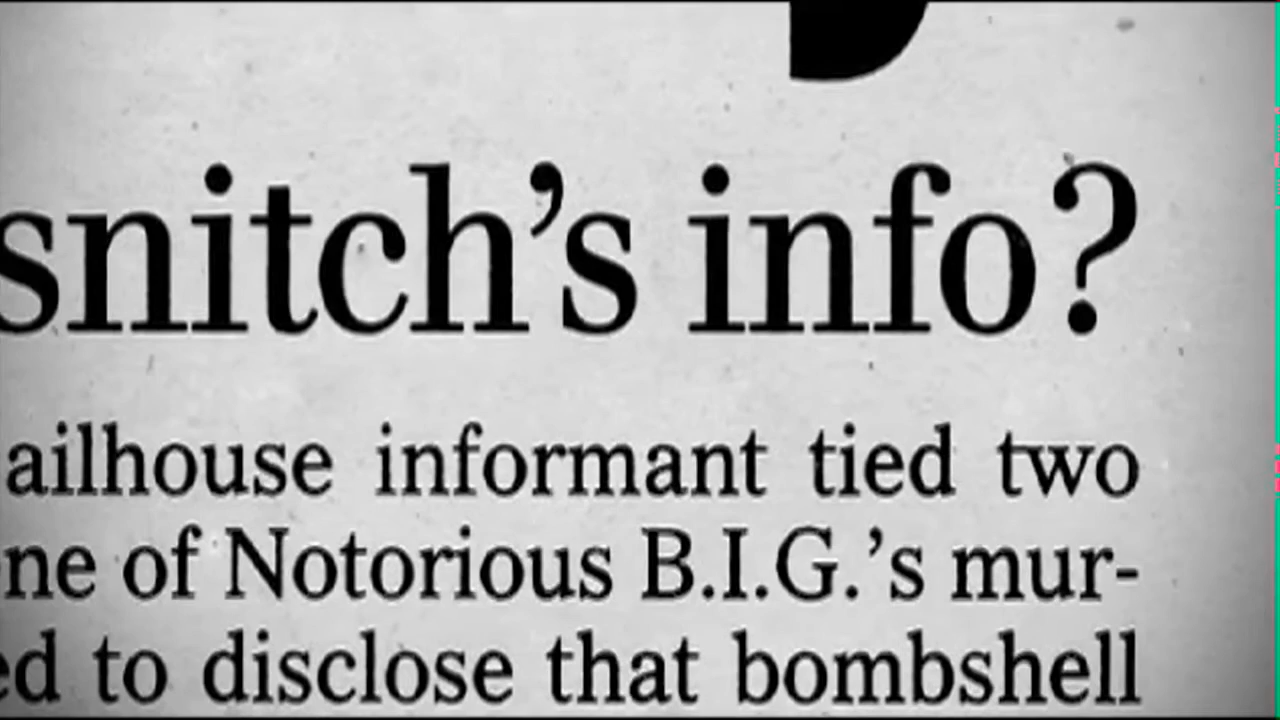 snitch's info?
ailhouse informant tied two
ne of Notorious B.I.G.'s mur-
ed to disclose that bombshell